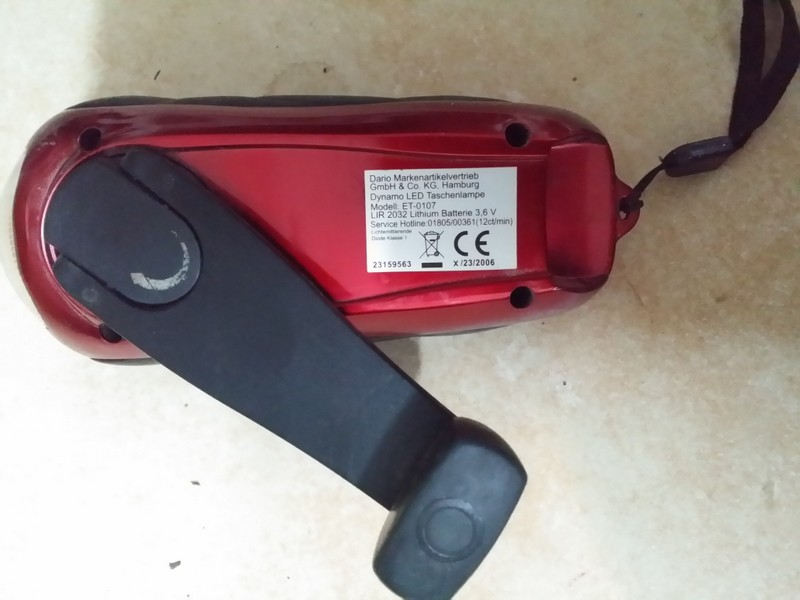 Dario Markenartikelvertrieb
GmbH & Co. KG, Hamburg
Dynamo LED Taschenlampe
Modell: ET-0107
LIR 2032 Lithium Batterie 3,6 V
Service Hotline:01805/00361(12ct/min)
Lichtemittierende
Diode Klasse 1
CE
23159563
X /23/2006